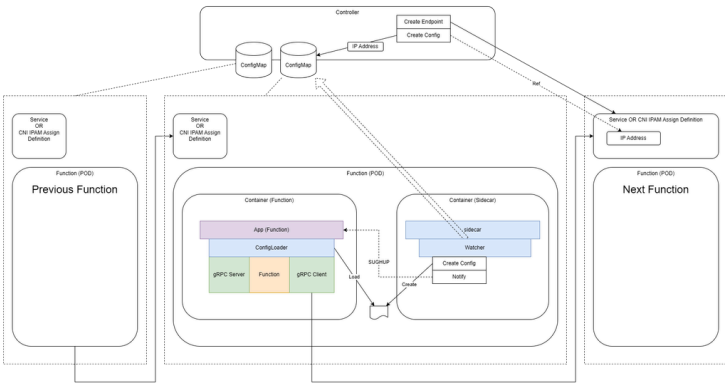 Controller
Create Endpoint
Create Config
IP Address
ConfigMap
ConfigMap
Ref
Service
OR
CNI IPAM Assign
Definition
Service
OR
CNI IPAM Assign
Definition
Service OR CNI IPAM Assign Definition
IP Address
Function (POD)
Previous Function
Function (POD)
Function (POD)
Next Function
Container (Function)
App (Function)
ConfigLoader
gRPC Server
Function
gRPC Client
Container (Sidecar)
sidecar
Watcher
Create Config
Notify
SUGHUP
Load
Create